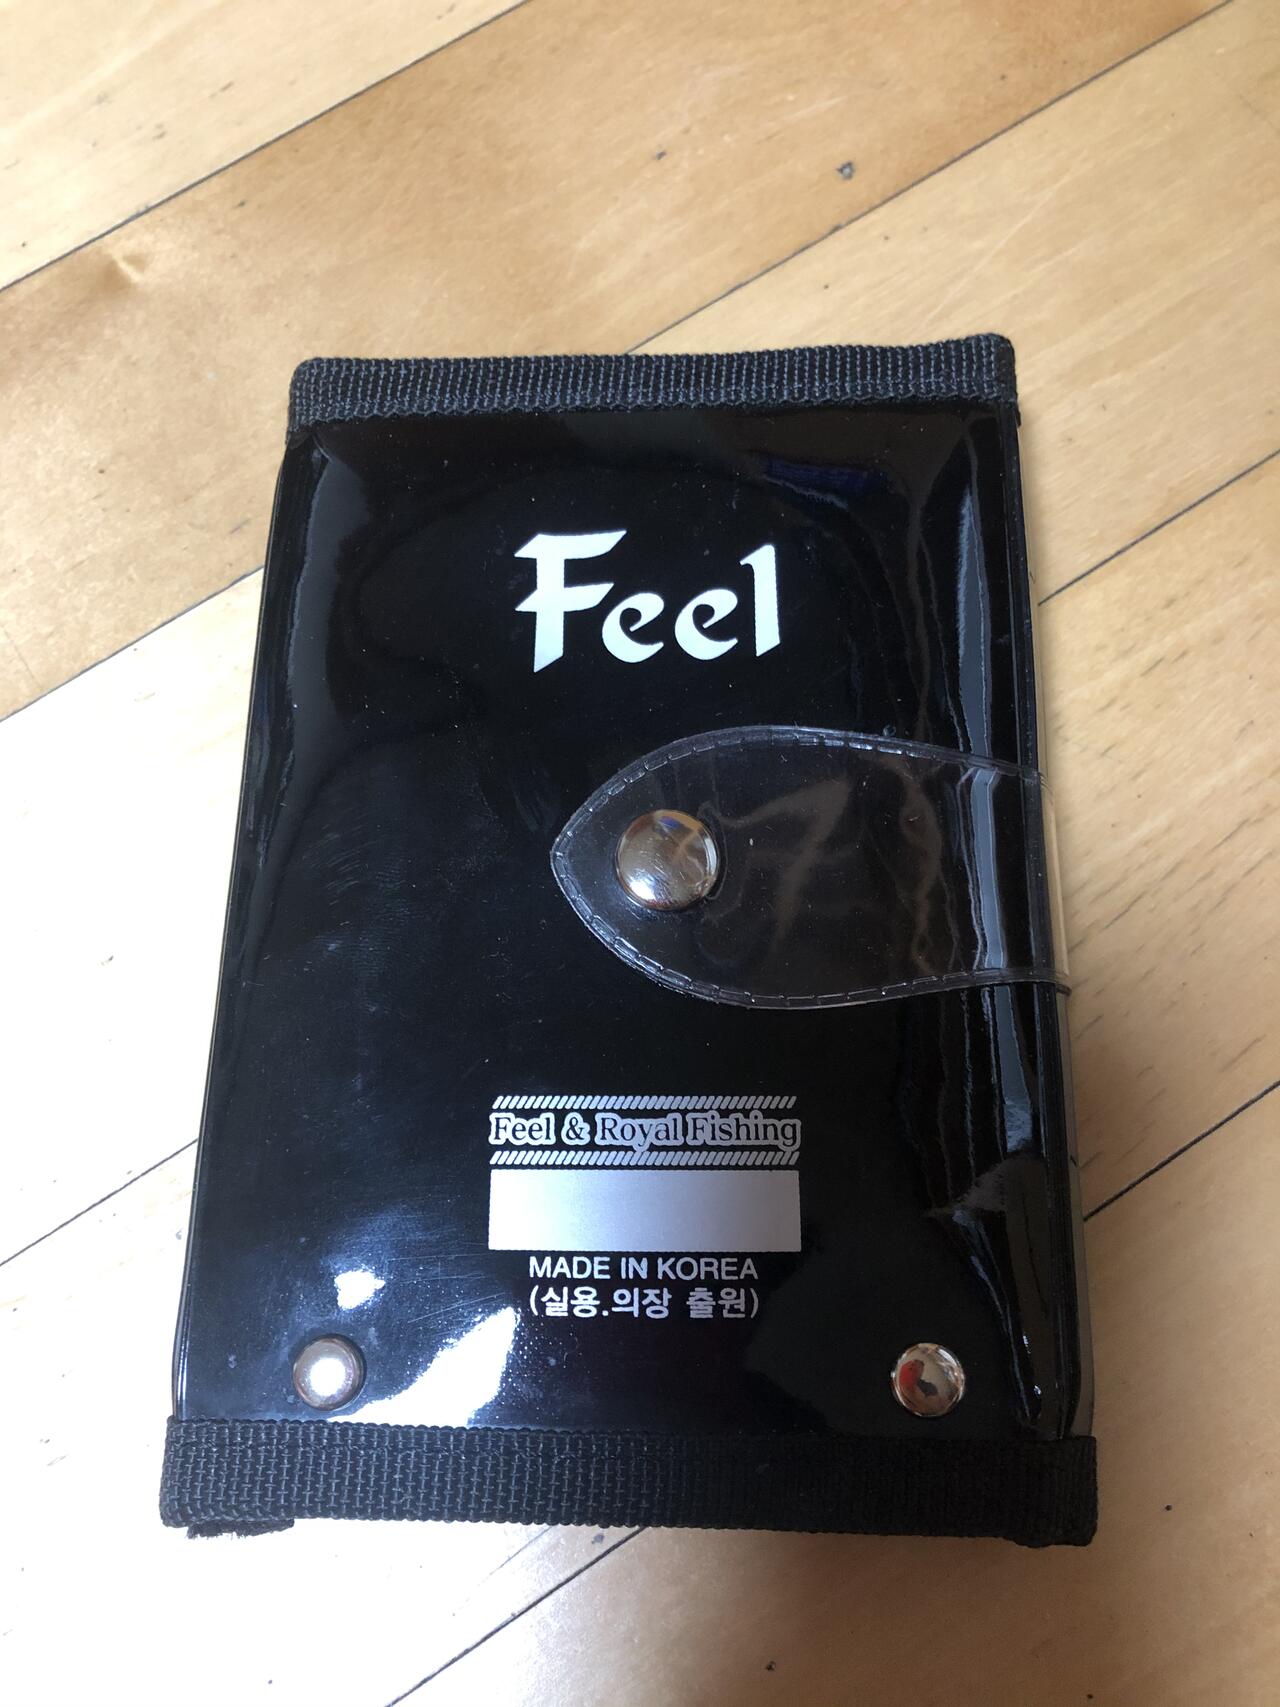 Feel
Feel & Royal Fishing
MADE IN KOREA
(실용.의장 출원)